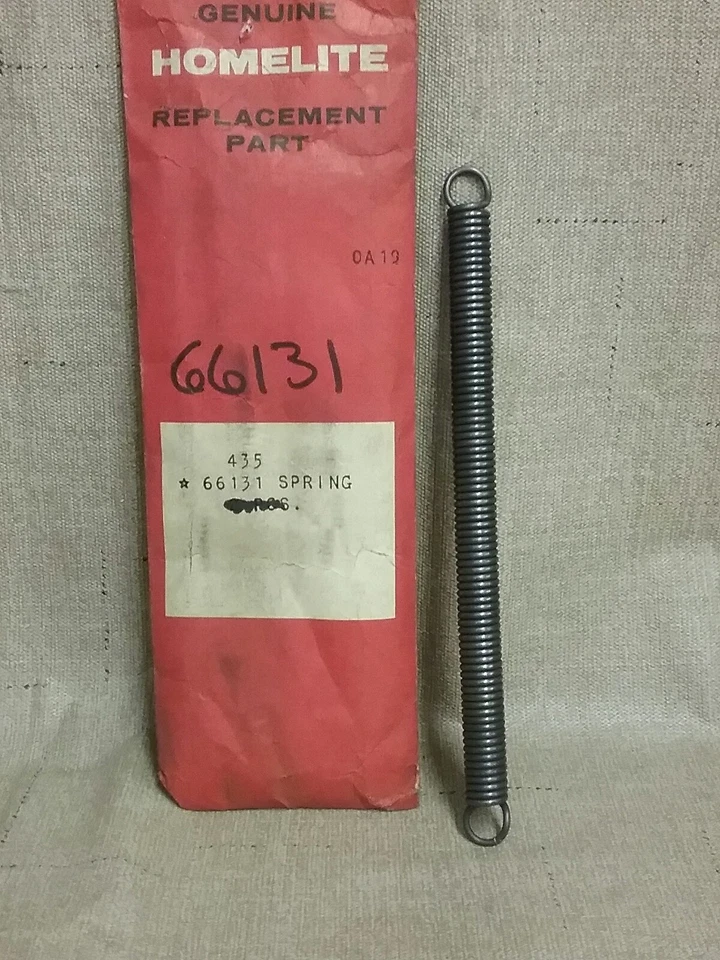 GENUINE
HOMELITE
REPLACEMENT
PART
0A19
66131
435
☆ 66131 SPRING